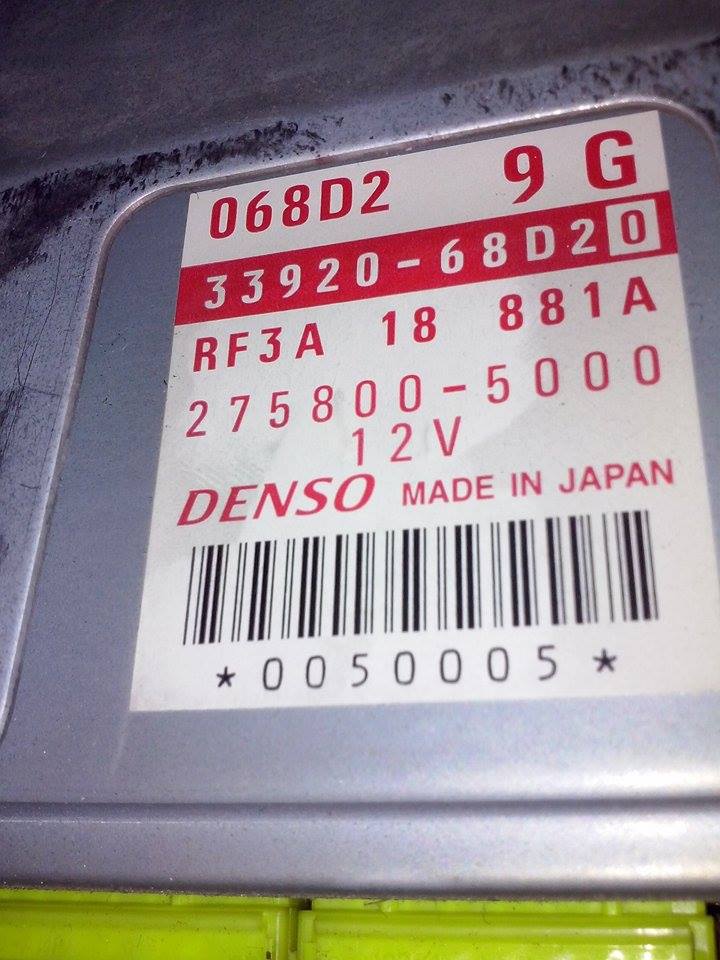 068D2 9G
33920-68D20
RF3A 18 881A
275800-5000
12V
DENSO MADE IN JAPAN
*0050005*